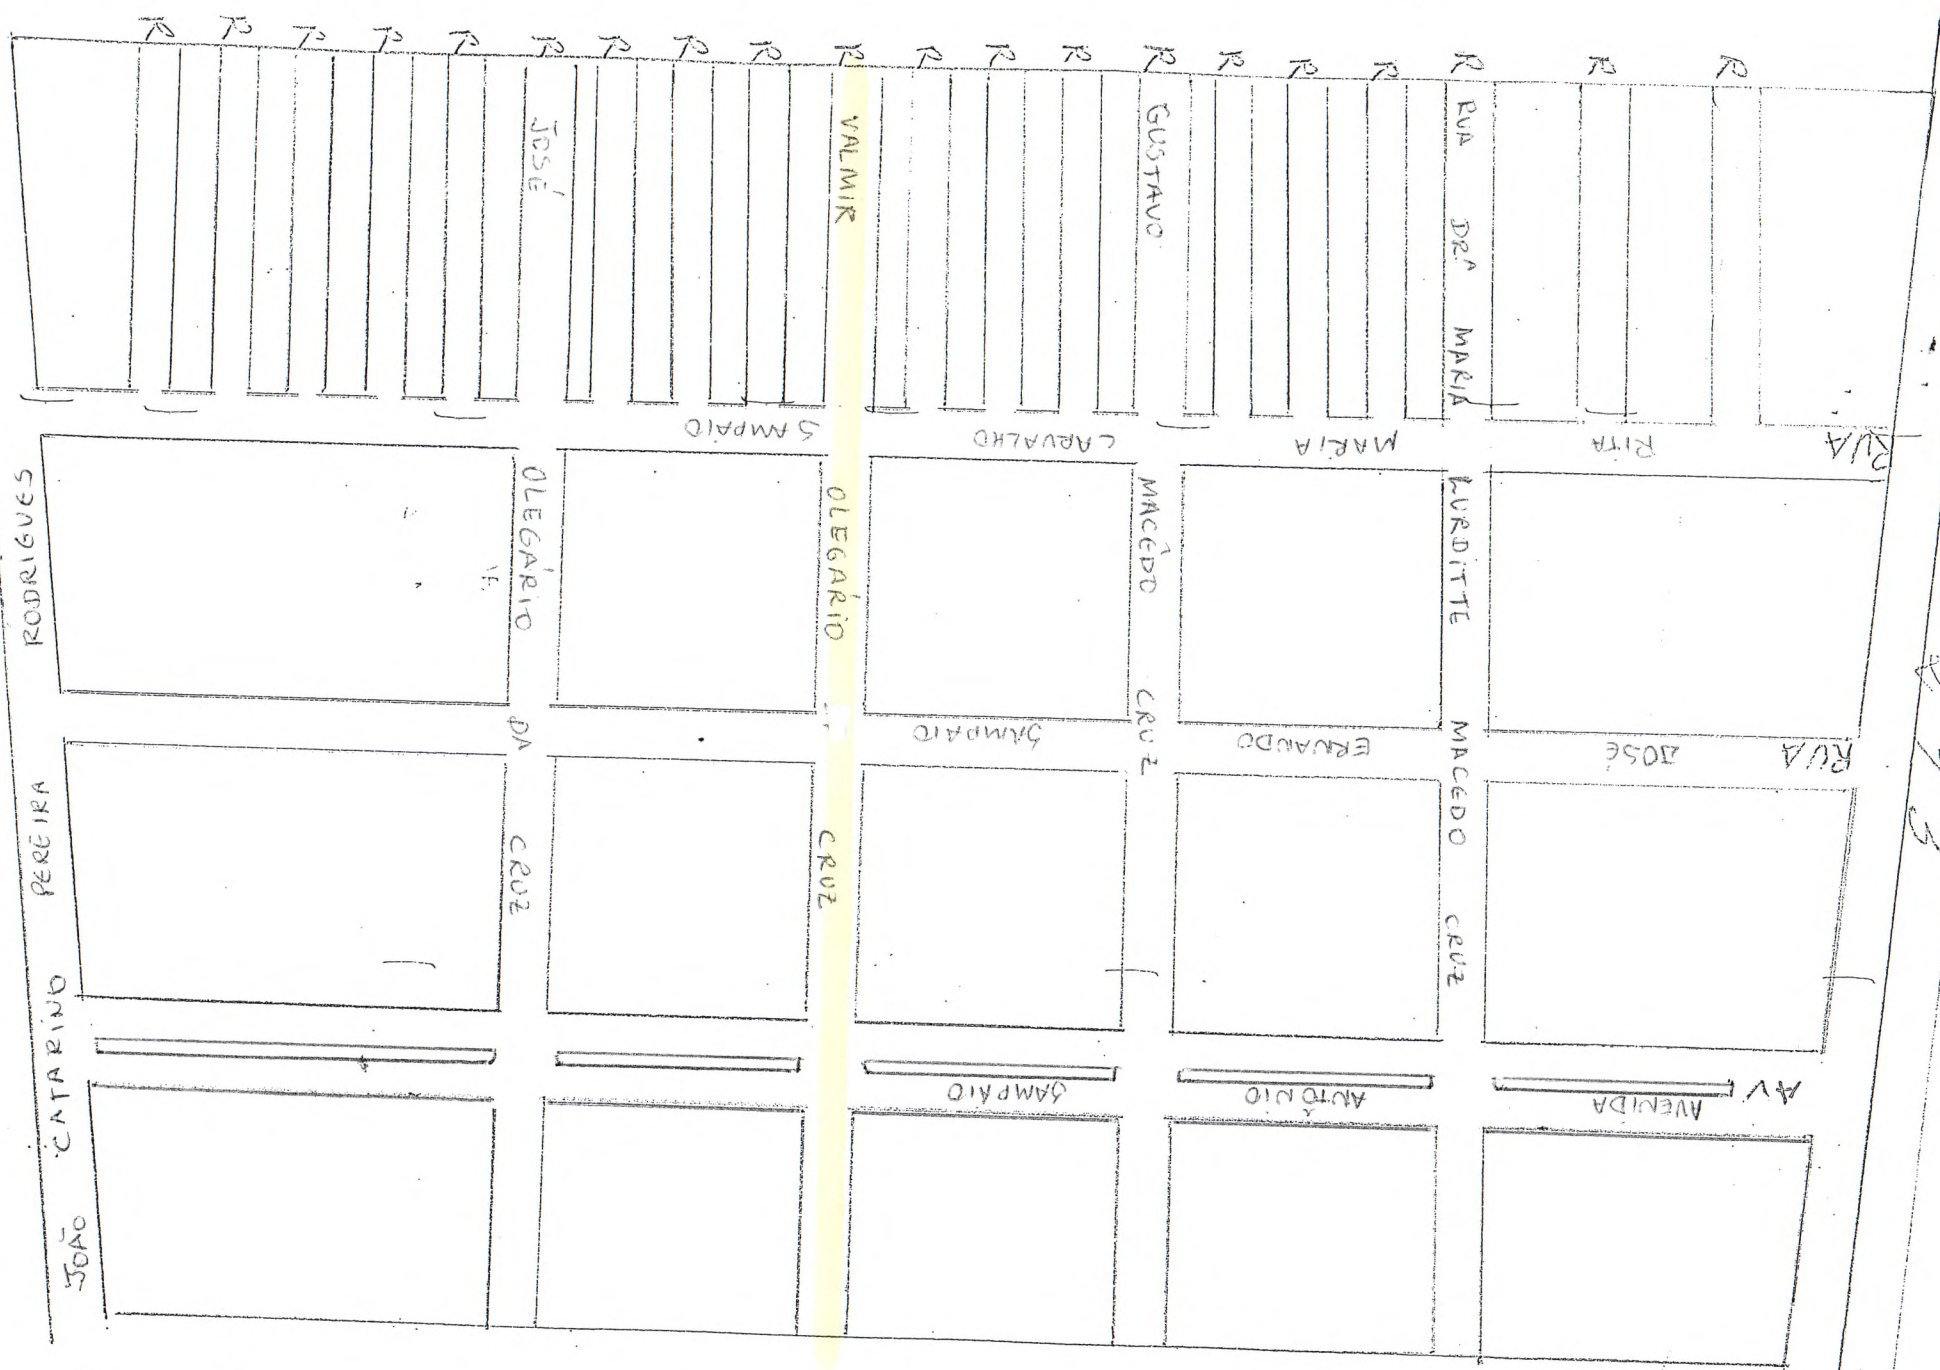 R R R R R R R R R R R R R R R R R R R R
JOSÉ OLEGÁRIO DA CRUZ
VALMIR OLEGÁRIO CRUZ
GUSTAVO MACÊDO CRUZ
RUA DRA MARIA LURDITTE MACEDO CRUZ
RUA RITA MARIA CARVALHO SAMPAIO
RUA JOSÉ ERNANDO SAMPAIO
AV AVENIDA ANTÔNIO SAMPAIO
JOÃO CATARINO PEREIRA RODRIGUES